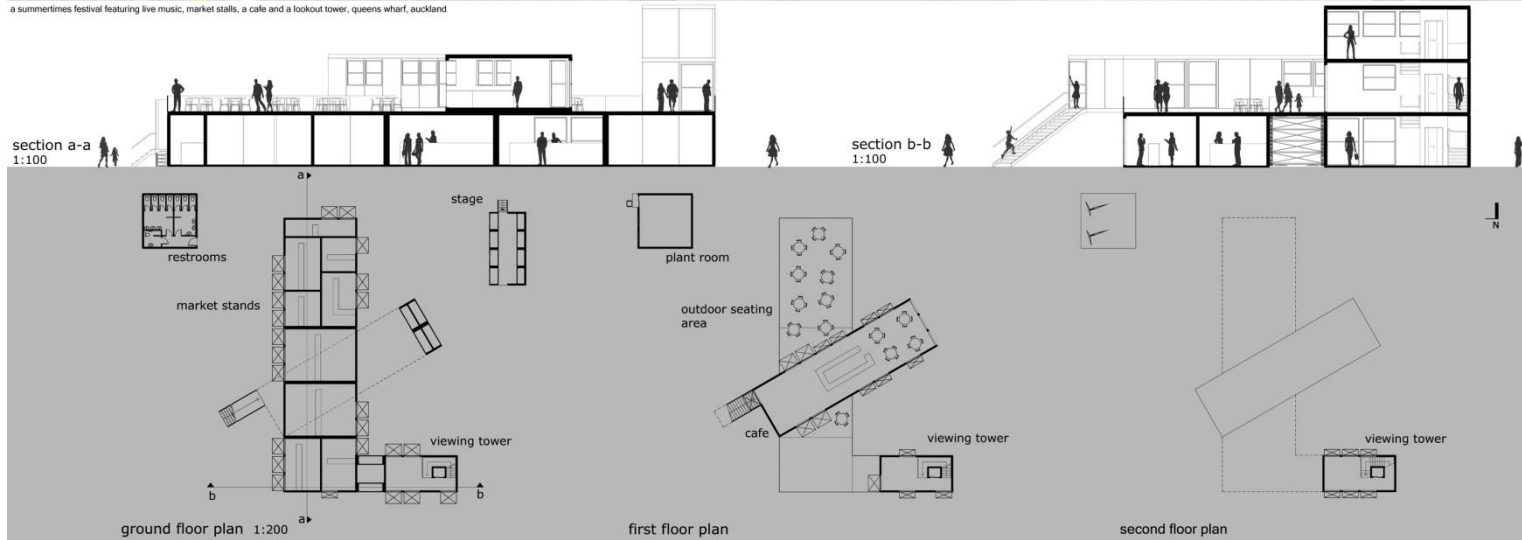 a summertimes festival featuring live music, market stalls, a cafe and a lookout tower, queens wharf, auckland
section a-a
1:100
section b-b
1:100
a
restrooms
stage
plant room
N
market stands
outdoor seating
area
cafe
viewing tower
viewing tower
viewing tower
b
b
a
ground floor plan 1:200
first floor plan
second floor plan